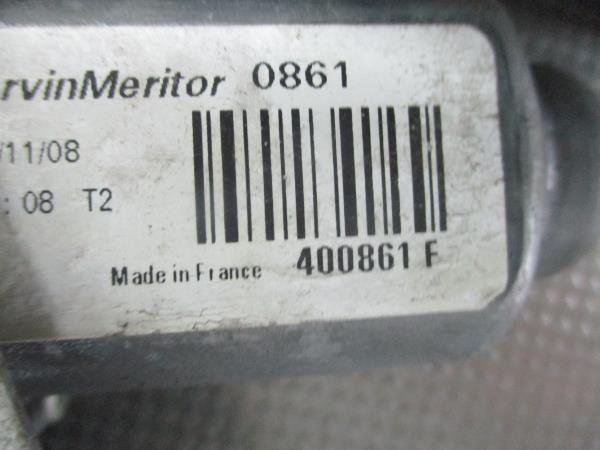 rvinMeritor 0861
/11/08
: 08 T2
Made in France 400861 F